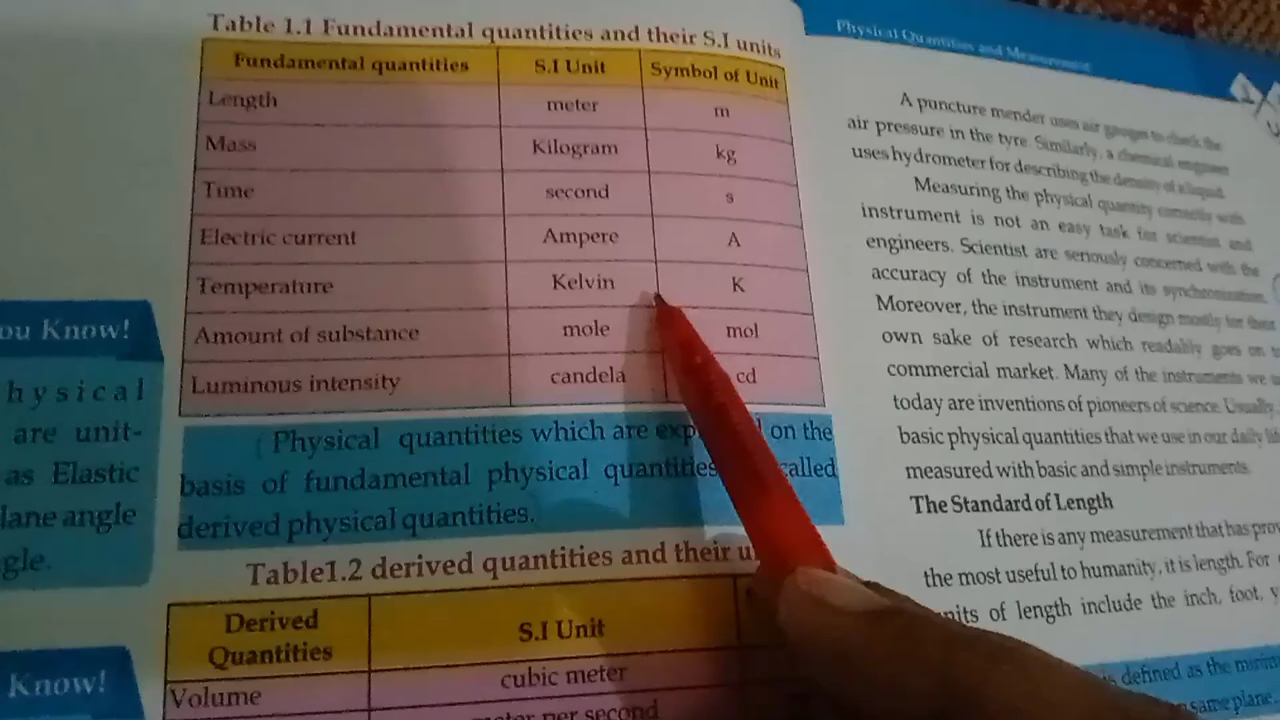 Table 1.1 Fundamental quantities and their S.I units
Fundamental quantities S.I Unit Symbol of Unit
Length meter m
Mass Kilogram kg
Time second s
Electric current Ampere A
Temperature Kelvin K
Amount of substance mole mol
Luminous intensity candela cd
Physical quantities which are on the
basis of fundamental physical quantities called
derived physical quantities.
Table1.2 derived quantities and their
Derived Quantities S.I Unit
Volume cubic meter
per second
ou Know!
hysical
are unit-
as Elastic
lane angle
gle.
Know!
Physical Quantities and Measurement
A puncture mender uses air gauges to check the
air pressure in the tyre. Similarly, a chemical engineer
uses hydrometer for describing the density of a liquid.
Measuring the physical quantity correctly with
instrument is not an easy task for scientist and
engineers. Scientist are seriously concerned with the
accuracy of the instrument and its synchronization.
Moreover, the instrument they design mostly for their
own sake of research which readably goes on
commercial market. Many of the instruments we
today are inventions of pioneers of science. Usually,
basic physical quantities that we use in our daily
measured with basic and simple instruments.
The Standard of Length
If there is any measurement that has
the most useful to humanity, it is length. For
of length include the inch, foot,
defined as the
same plane.